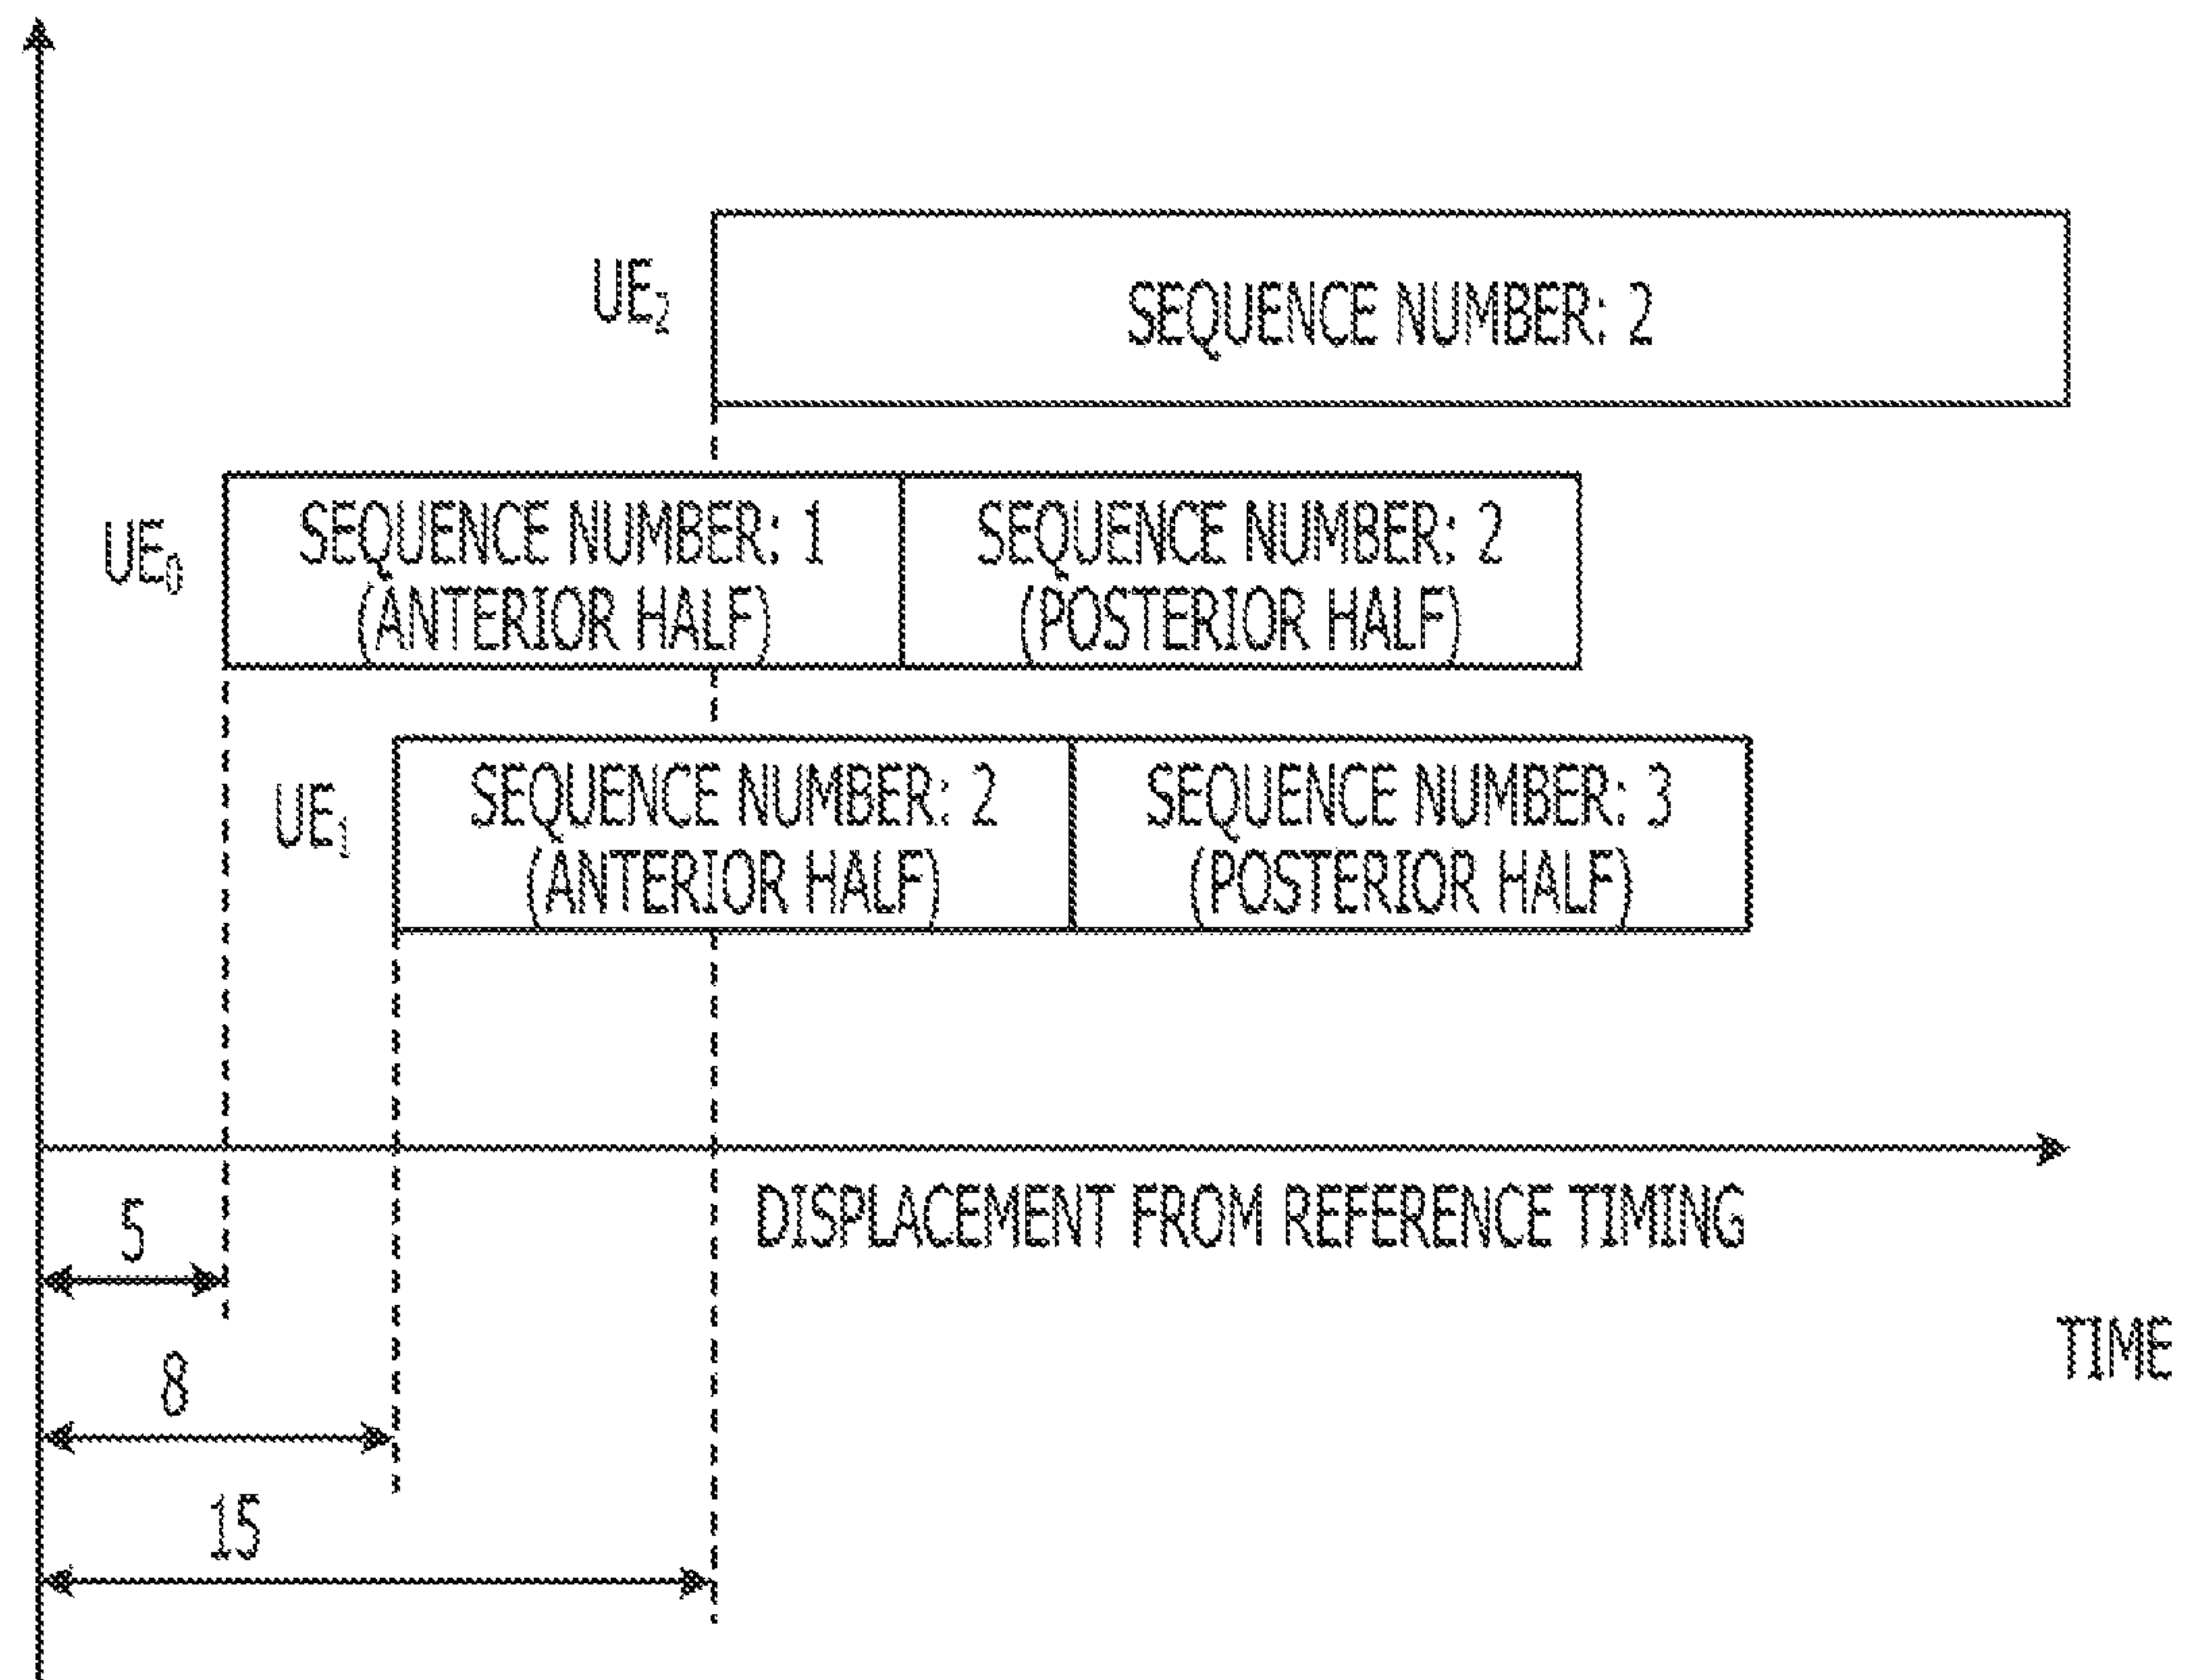 UE₂
SEQUENCE NUMBER: 2
UE₀
SEQUENCE NUMBER: 1
(ANTERIOR HALF)
SEQUENCE NUMBER: 2
(POSTERIOR HALF)
UE₁
SEQUENCE NUMBER: 2
(ANTERIOR HALF)
SEQUENCE NUMBER: 3
(POSTERIOR HALF)
DISPLACEMENT FROM REFERENCE TIMING
5
TIME
8
15